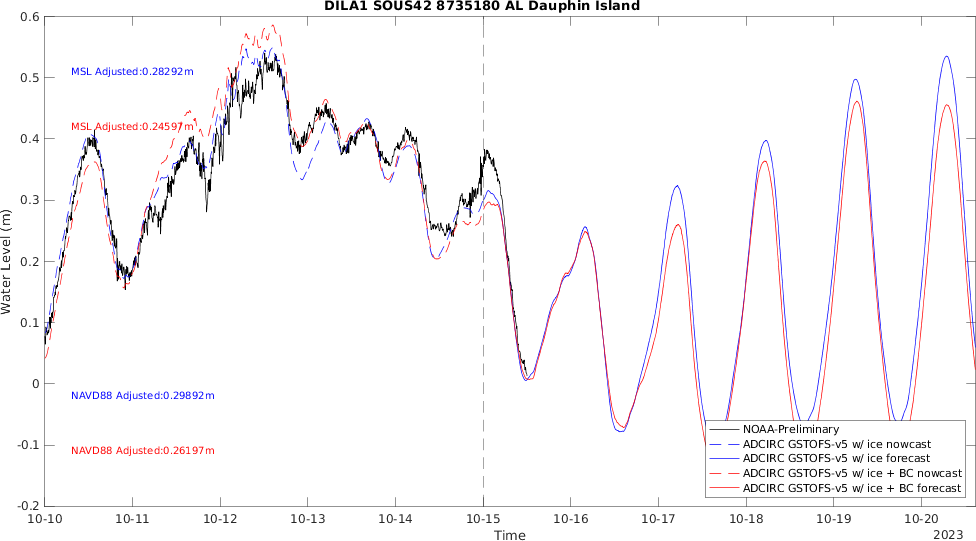 DILA1 SOUS42 8735180 AL Dauphin Island
0.6
0.5
0.4
0.3
0.2
0.1
0
-0.1
-0.2
Water Level (m)
MSL Adjusted:0.28292m
MSL Adjusted:0.24597m
NAVD88 Adjusted:0.29892m
NAVD88 Adjusted:0.26197m
NOAA-Preliminary
ADCIRC GSTOFS-v5 w/ ice nowcast
ADCIRC GSTOFS-v5 w/ ice forecast
ADCIRC GSTOFS-v5 w/ ice + BC nowcast
ADCIRC GSTOFS-v5 w/ ice + BC forecast
10-10 10-11 10-12 10-13 10-14 10-15 10-16 10-17 10-18 10-19 10-20
Time
2023